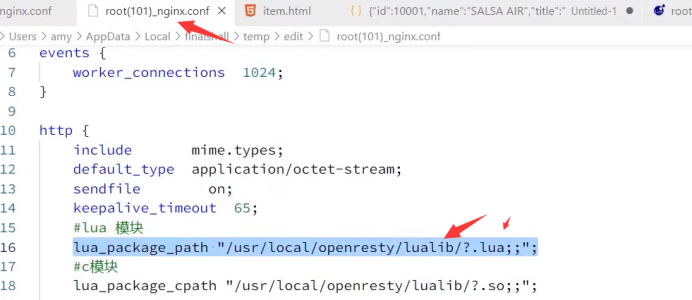 nginx.conf root(101)_nginx.conf × item.html {"id":10001,"name":"SALSA AIR","title":" Untitled-1 ● root
Users > amy > AppData > Local > finalshell > temp > edit > root(101)_nginx.conf
6 events {
7 worker_connections 1024;
8 }
9
10 http {
11 include mime.types;
12 default_type application/octet-stream;
13 sendfile on;
14 keepalive_timeout 65;
15 #lua 模块
16 lua_package_path "/usr/local/openresty/lualib/?.lua;;";
17 #c模块
18 lua_package_cpath "/usr/local/openresty/lualib/?.so;;";